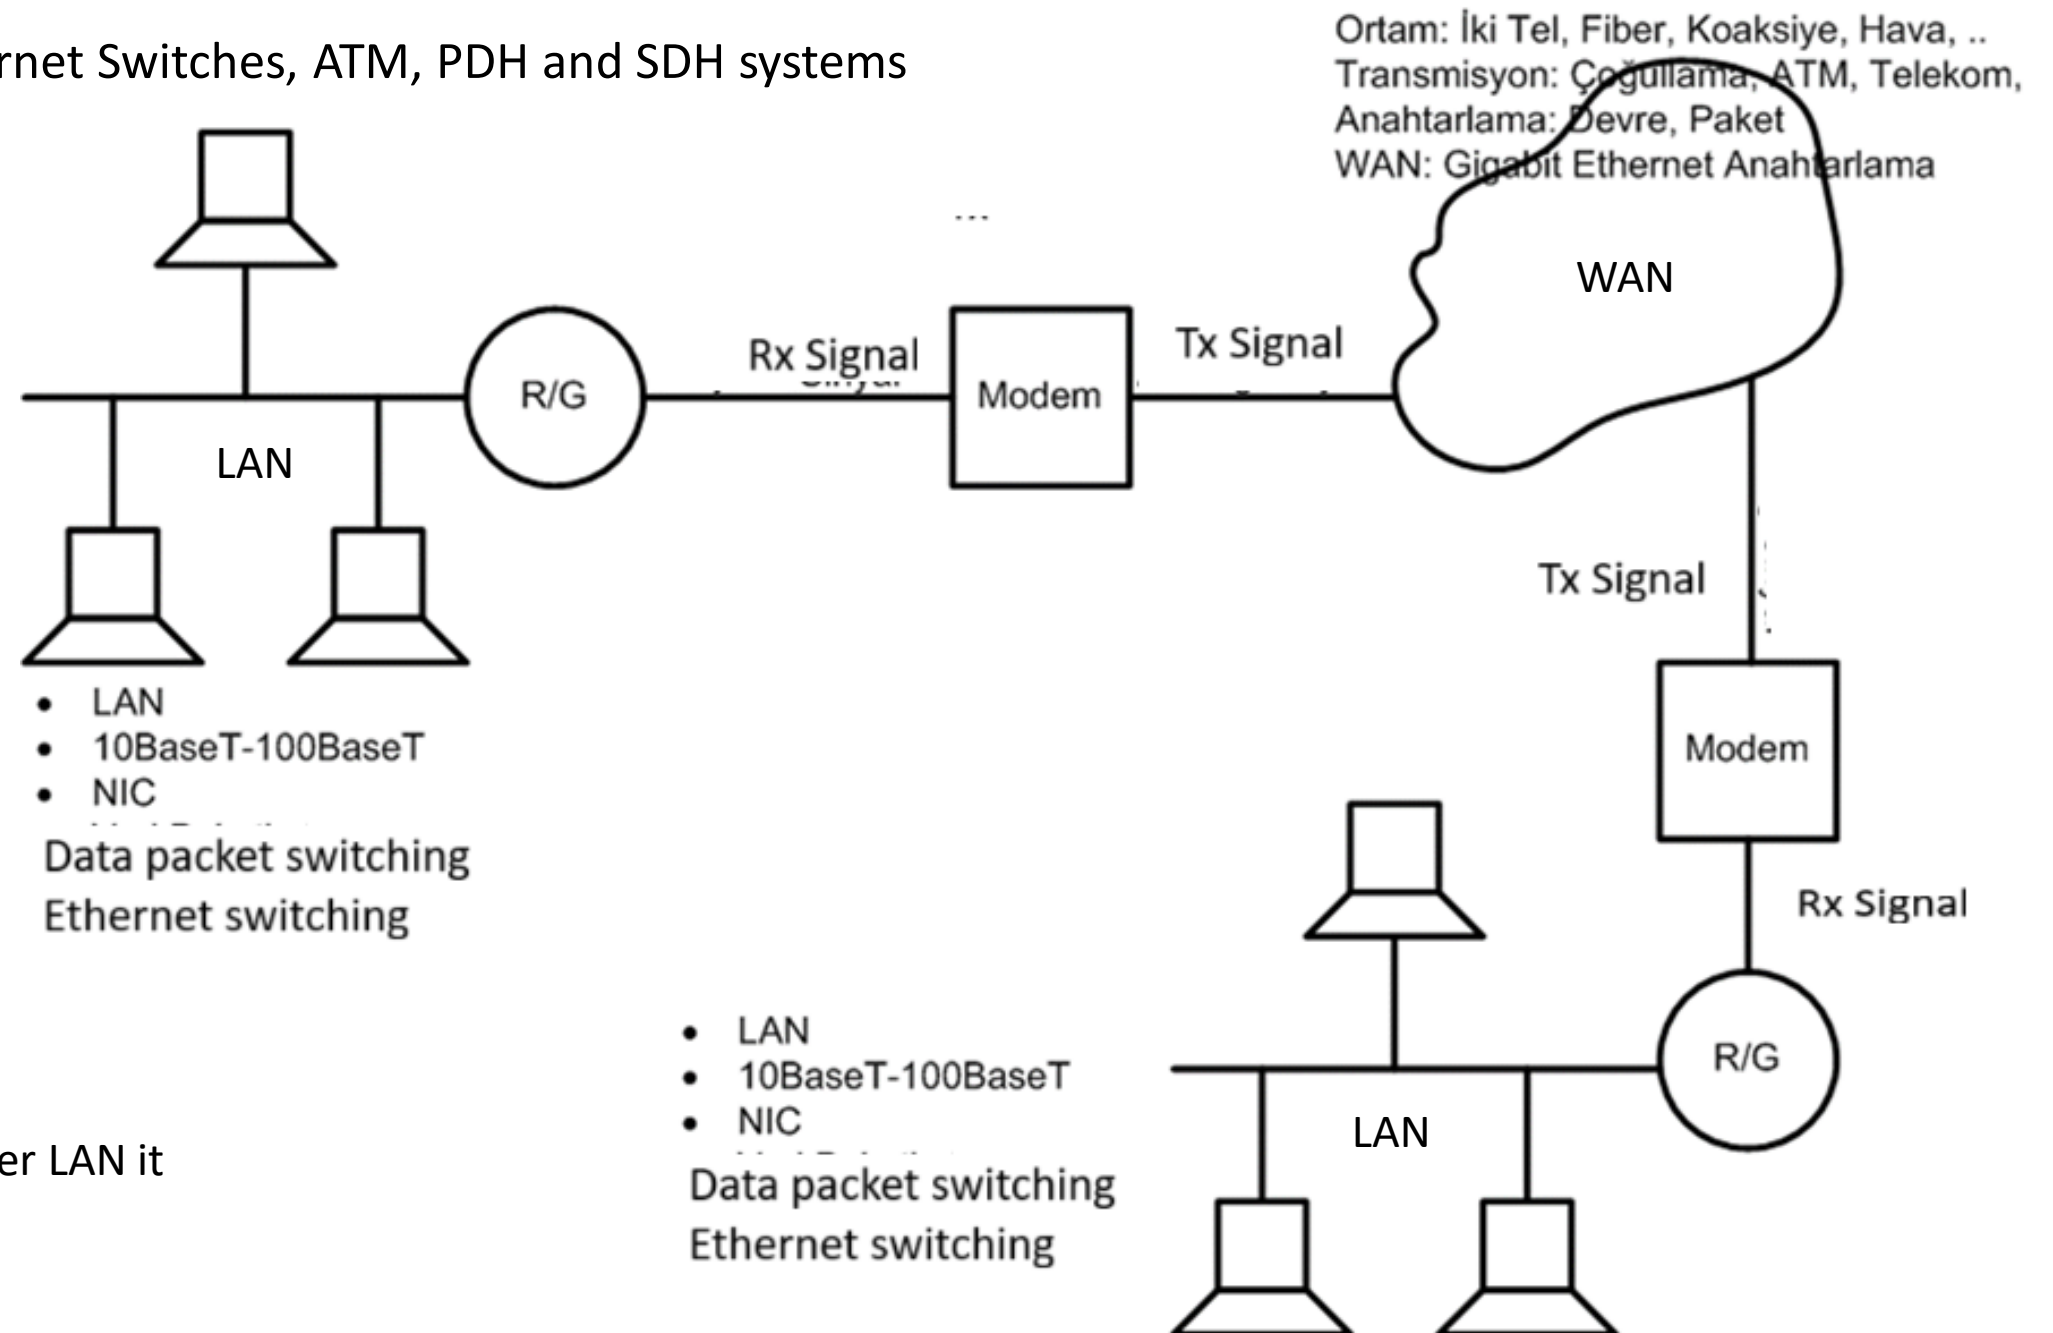 rnet Switches, ATM, PDH and SDH systems
Ortam: İki Tel, Fiber, Koaksiye, Hava, ..
Transmisyon: Çoğullama, ATM, Telekom,
Anahtarlama: Devre, Paket
WAN: Gigabit Ethernet Anahtarlama
...
WAN
Rx Signal
Tx Signal
R/G
Modem
LAN
Tx Signal
• LAN
• 10BaseT-100BaseT
• NIC
Data packet switching
Ethernet switching
Modem
Rx Signal
• LAN
• 10BaseT-100BaseT
• NIC
Data packet switching
Ethernet switching
R/G
LAN
er LAN it